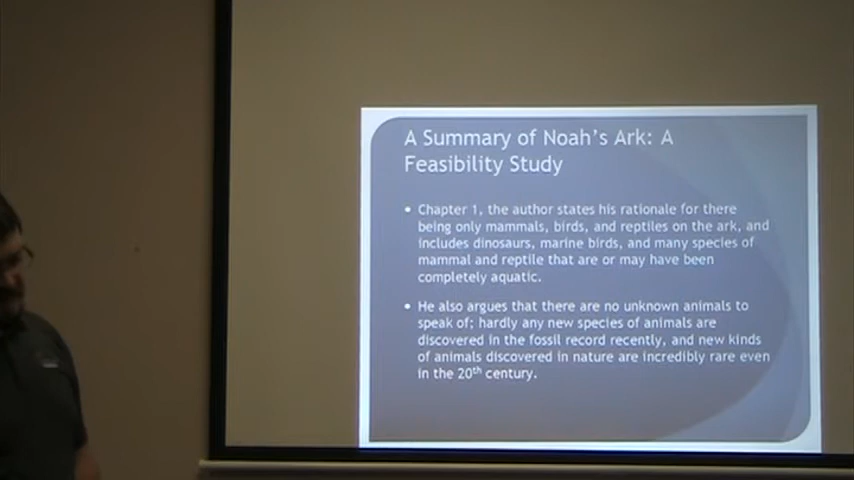 A Summary of Noah's Ark: A
Feasibility Study
• Chapter 1, the author states his rationale for there
being only mammals, birds, and reptiles on the ark, and
includes dinosaurs, marine birds, and many species of
mammal and reptile that are or may have been
completely aquatic.
• He also argues that there are no unknown animals to
speak of; hardly any new species of animals are
discovered in the fossil record recently, and new kinds
of animals discovered in nature are incredibly rare even
in the 20th century.